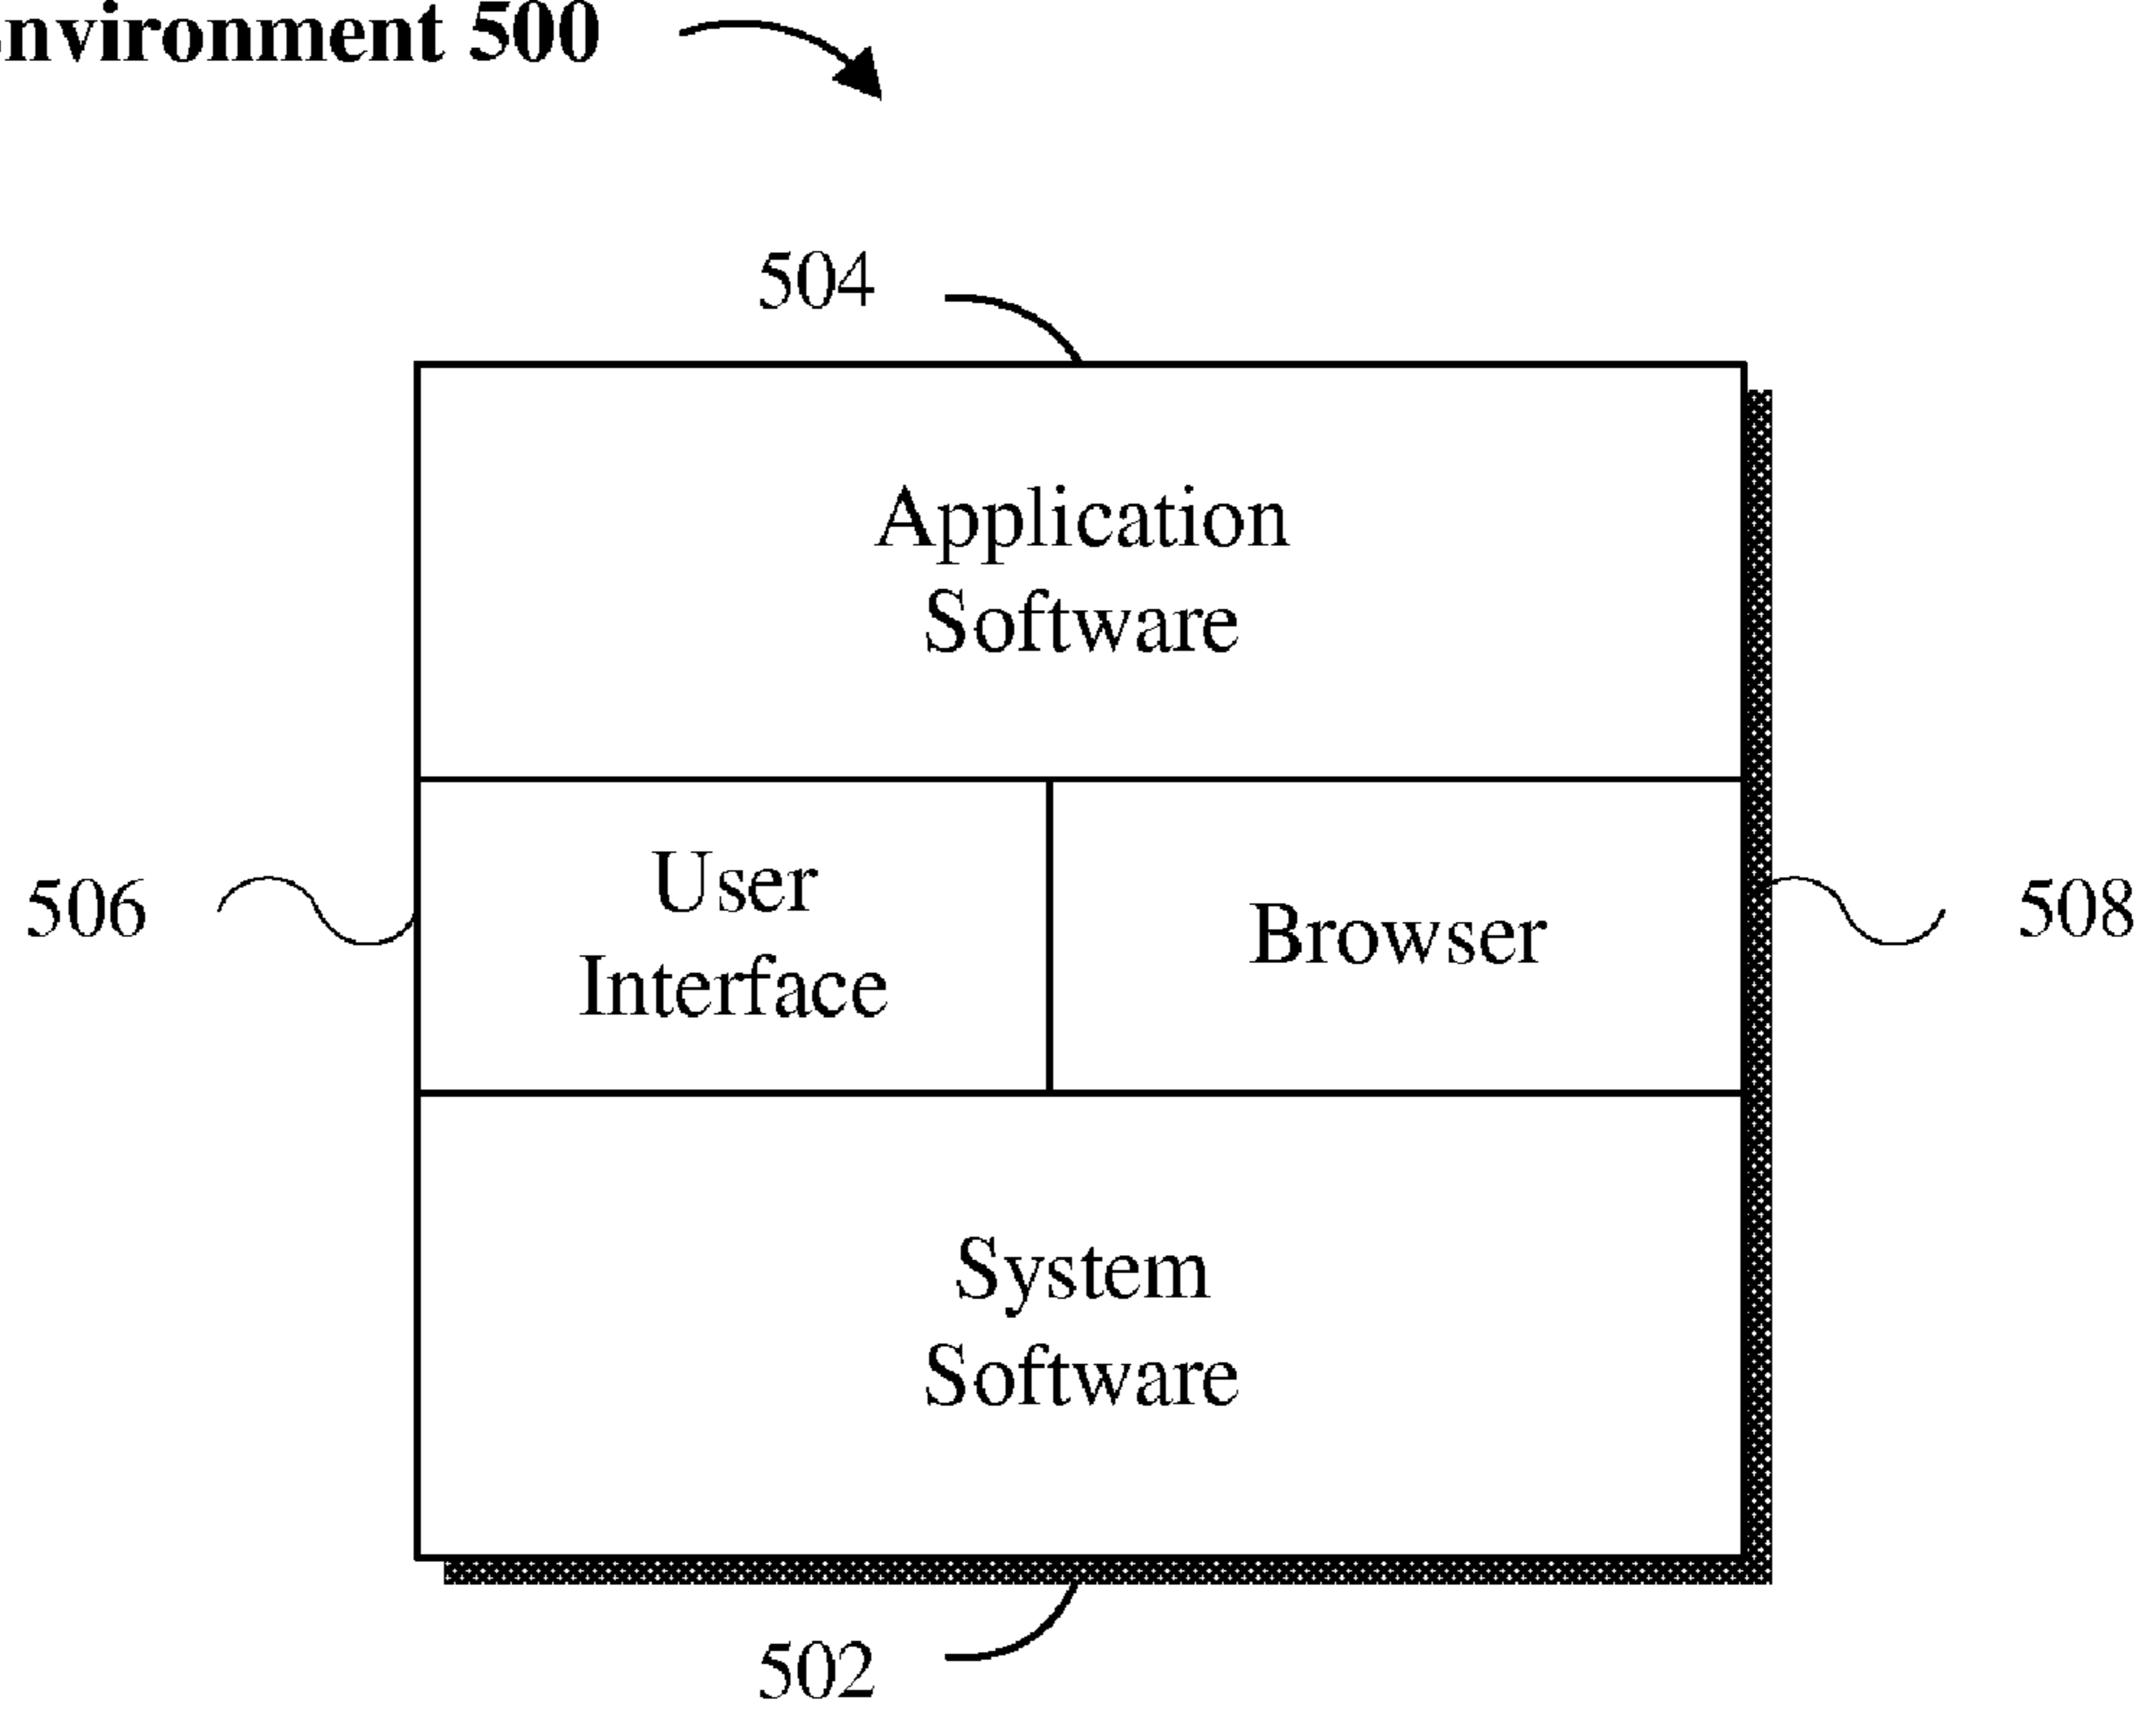 nvironment 500
504
Application
Software
506
User
Interface
Browser
508
System
Software
502